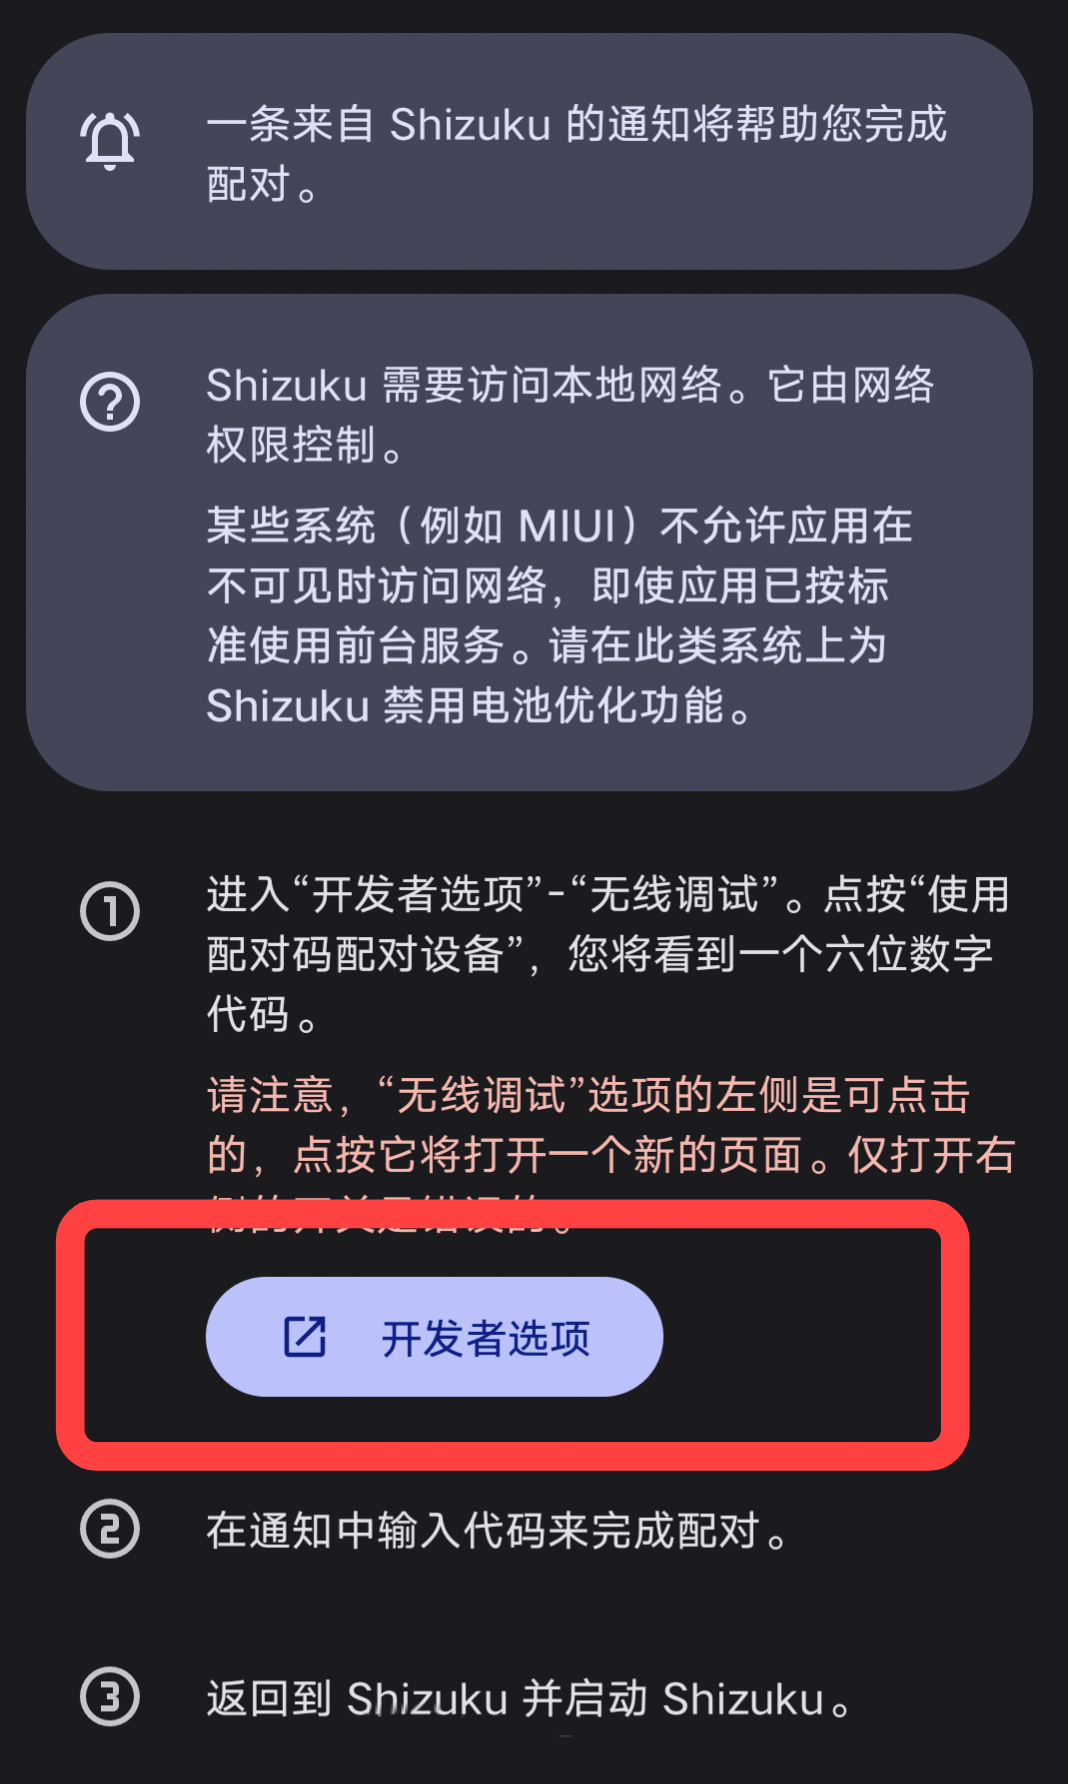 一条来自 Shizuku 的通知将帮助您完成
配对。
Shizuku 需要访问本地网络。它由网络
权限控制。
某些系统（例如 MIUI）不允许应用在
不可见时访问网络，即使应用已按标
准使用前台服务。请在此类系统上为
Shizuku 禁用电池优化功能。
1
进入“开发者选项”-“无线调试”。点按“使用
配对码配对设备”，您将看到一个六位数字
代码。
请注意，“无线调试”选项的左侧是可点击
的，点按它将打开一个新的页面。仅打开右
侧的开关是错误的。
开发者选项
2
在通知中输入代码来完成配对。
3
返回到 Shizuku 并启动 Shizuku。